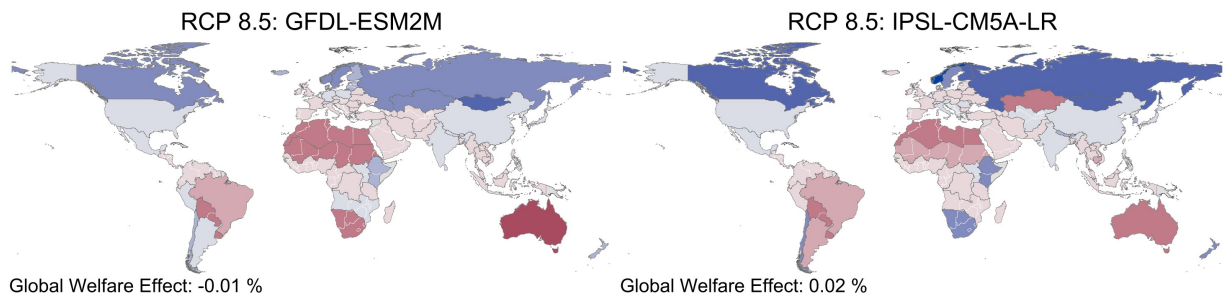 RCP 8.5: GFDL-ESM2M
RCP 8.5: IPSL-CM5A-LR
Global Welfare Effect: -0.01 %
Global Welfare Effect: 0.02 %